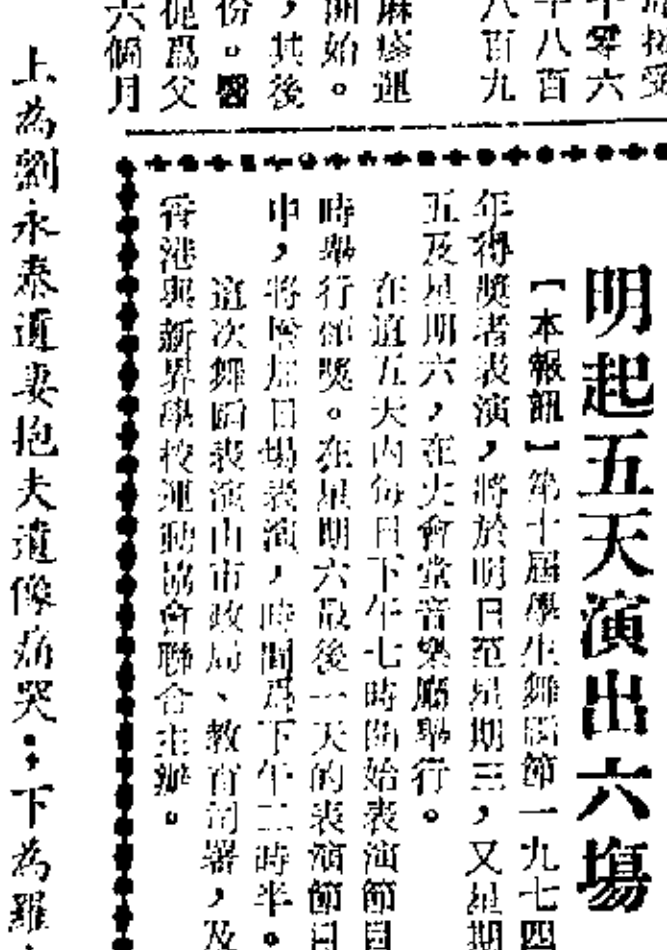 零六
千八百
八百九
麻痺運
開始。
，其後
份。醫
爲父
六個月
明起五天演出六場
【本報訊】第十屆學生舞蹈節一九七四
年得獎者表演，將於明日至星期三，又星期
五及星期六，在大會堂音樂廳舉行。
在這五天內每日下午七時開始表演節目
時舉行頒獎。在星期六最後一天的表演節目
中，將增加日場表演，時間爲下午二時半。
這次舞蹈表演由市政局、教育司署，及
香港與新界學校運動協會聯合主辦。
上為劉永泰遺妻抱夫遺像痛哭；下為羅